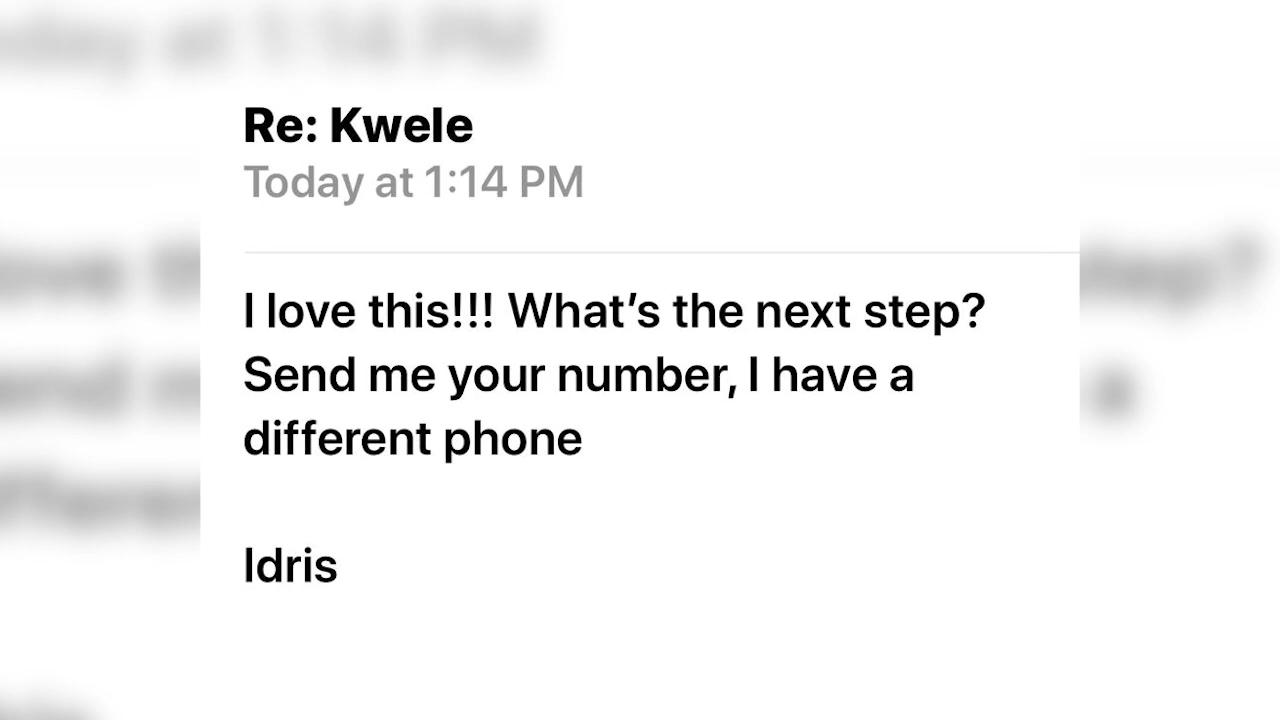 Re: Kwele
Today at 1:14 PM
I love this!!! What’s the next step?
Send me your number, I have a
different phone
Idris